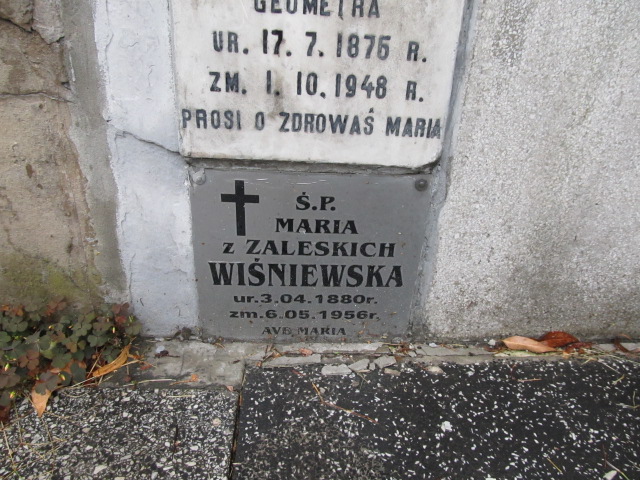 GEOMETRA
UR. 17. 7. 1875 R.
ZM. 1. 10. 1948 R.
PROSI O ZDROWAŚ MARIA
Ś.P.
MARIA
Z ZALESKICH
WIŚNIEWSKA
ur. 3.04.1880r.
zm. 6.05.1956r.
AVE MARIA